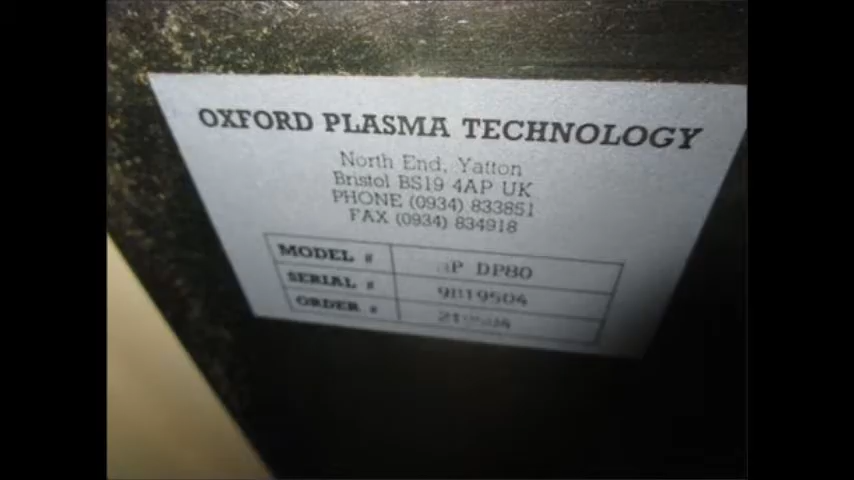 OXFORD PLASMA TECHNOLOGY
North End, Yatton
Bristol BS19 4AP UK
PHONE (0934) 833851
FAX (0934) 834918
MODEL # DP80
SERIAL #
ORDER #